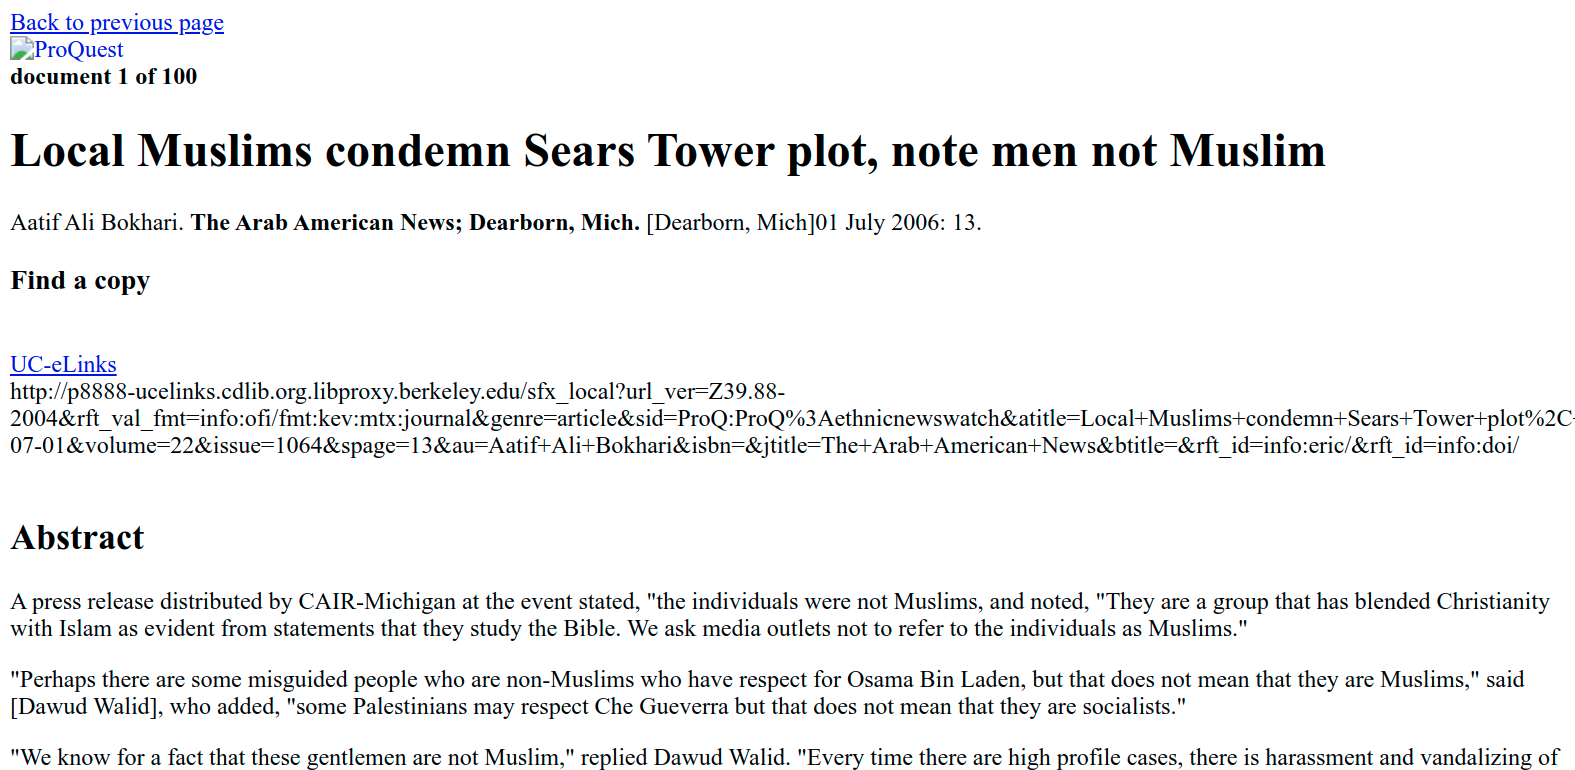 Back to previous page
ProQuest
document 1 of 100
Local Muslims condemn Sears Tower plot, note men not Muslim
Aatif Ali Bokhari. The Arab American News; Dearborn, Mich. [Dearborn, Mich]01 July 2006: 13.
Find a copy
UC-eLinks
http://p8888-ucelinks.cdlib.org.libproxy.berkeley.edu/sfx_local?url_ver=Z39.88-
2004&rft_val_fmt=info:ofi/fmt:kev:mtx:journal&genre=article&sid=ProQ:ProQ%3Aethnicnewswatch&atitle=Local+Muslims+condemn+Sears+Tower+plot%2C+
07-01&volume=22&issue=1064&spage=13&au=Aatif+Ali+Bokhari&isbn=&jtitle=The+Arab+American+News&btitle=&rft_id=info:eric/&rft_id=info:doi/
Abstract
A press release distributed by CAIR-Michigan at the event stated, "the individuals were not Muslims, and noted, "They are a group that has blended Christianity
with Islam as evident from statements that they study the Bible. We ask media outlets not to refer to the individuals as Muslims."
"Perhaps there are some misguided people who are non-Muslims who have respect for Osama Bin Laden, but that does not mean that they are Muslims," said
[Dawud Walid], who added, "some Palestinians may respect Che Gueverra but that does not mean that they are socialists."
"We know for a fact that these gentlemen are not Muslim," replied Dawud Walid. "Every time there are high profile cases, there is harassment and vandalizing of